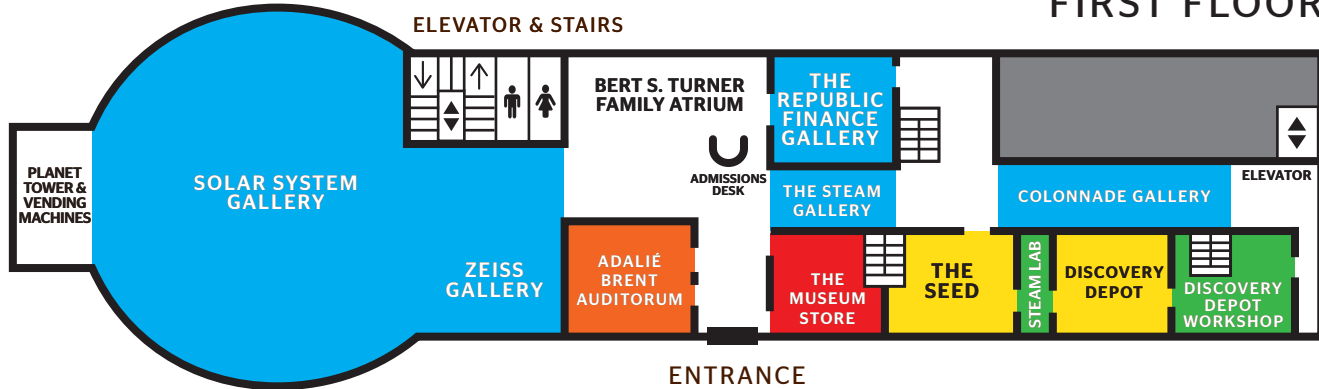 FIRST FLOOR
ELEVATOR & STAIRS
BERT S. TURNER
FAMILY ATRIUM
THE
REPUBLIC
FINANCE
GALLERY
ADMISSIONS
DESK
PLANET
TOWER &
VENDING
MACHINES
SOLAR SYSTEM
GALLERY
THE STEAM
GALLERY
COLONNADE GALLERY
ELEVATOR
ZEISS
GALLERY
ADALIÉ
BRENT
AUDITORUM
THE
MUSEUM
STORE
THE
SEED
STEAM LAB
DISCOVERY
DEPOT
DISCOVERY
DEPOT
WORKSHOP
ENTRANCE